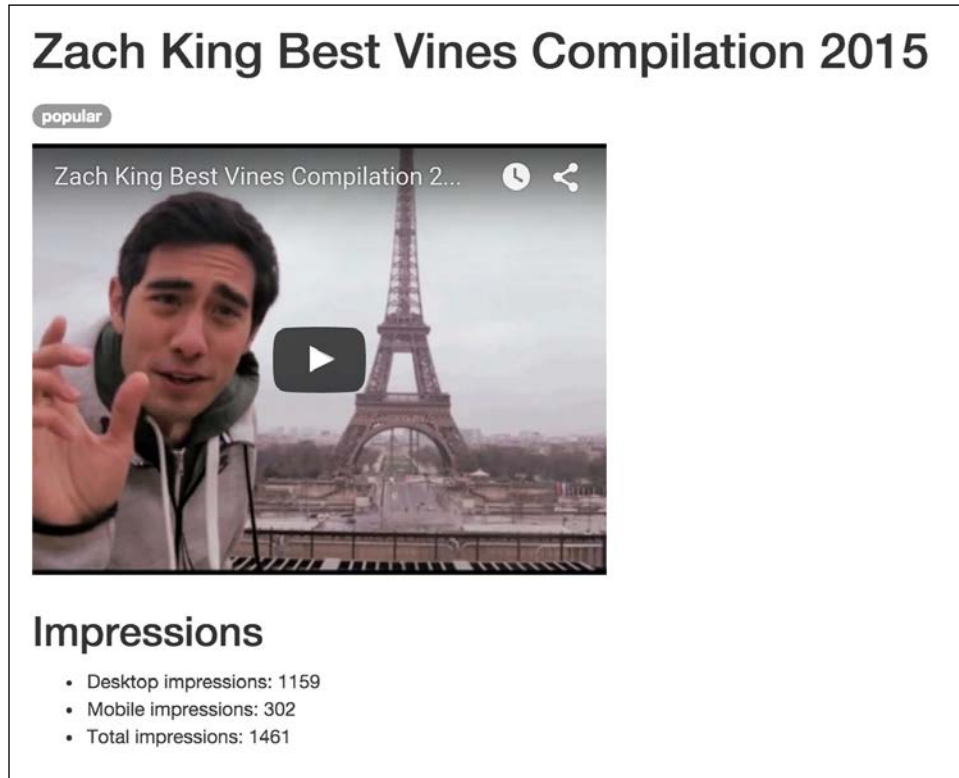 Zach King Best Vines Compilation 2015
popular
Zach King Best Vines Compilation 2...
Impressions
• Desktop impressions: 1159
• Mobile impressions: 302
• Total impressions: 1461